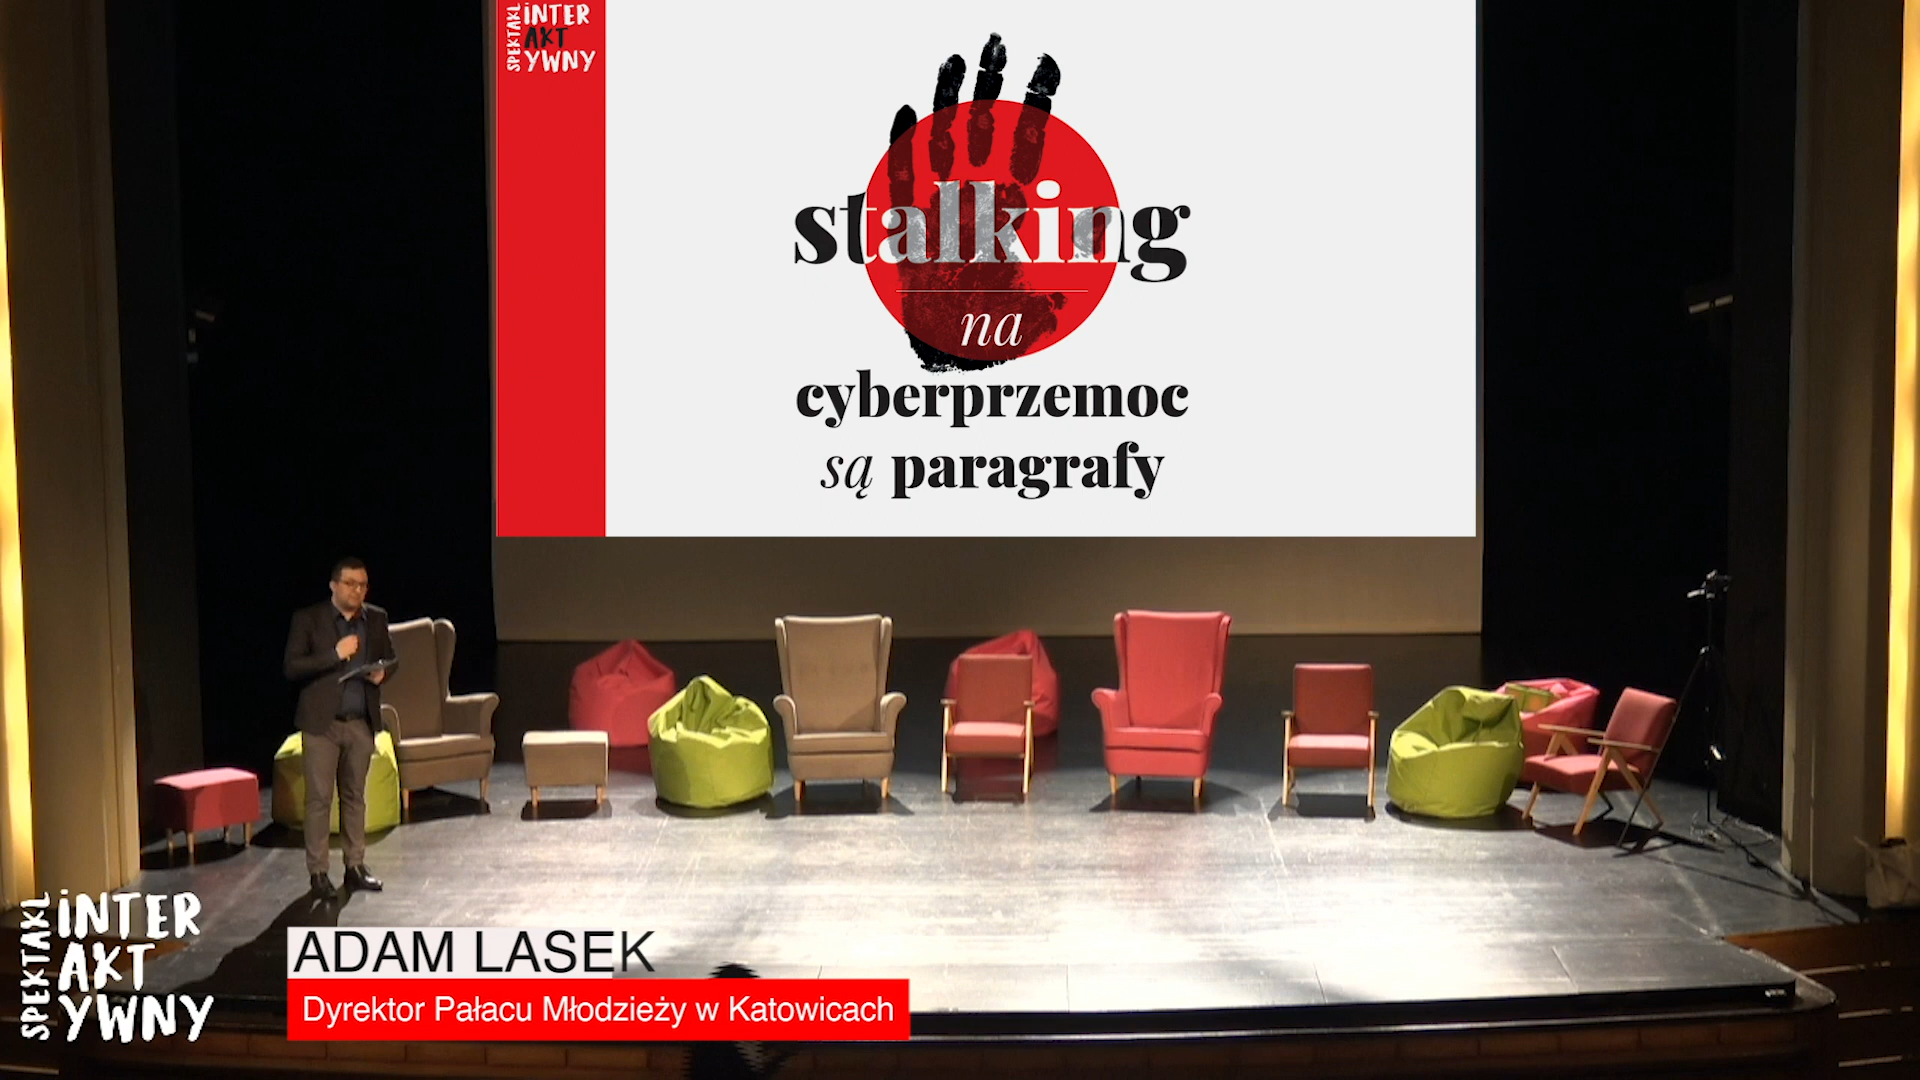 SPEKTAKL
iNTER
AKT
YWNY
stalking
na
cyberprzemoc
są paragrafy
SPEKTAKL
iNTER
AKT
YWNY
ADAM LASEK
Dyrektor Pałacu Młodzieży w Katowicach